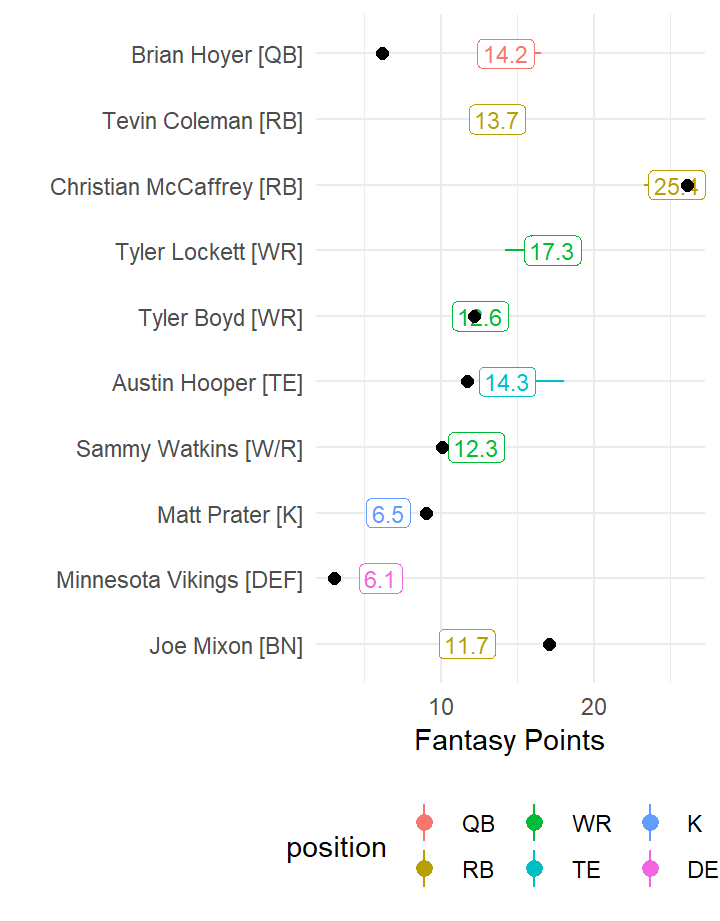 Brian Hoyer [QB] 14.2
Tevin Coleman [RB] 13.7
Christian McCaffrey [RB] 25.4
Tyler Lockett [WR] 17.3
Tyler Boyd [WR] 12.6
Austin Hooper [TE] 14.3
Sammy Watkins [W/R] 12.3
Matt Prater [K] 6.5
Minnesota Vikings [DEF] 6.1
Joe Mixon [BN] 11.7
10 20
Fantasy Points
position
QB WR K
RB TE DE